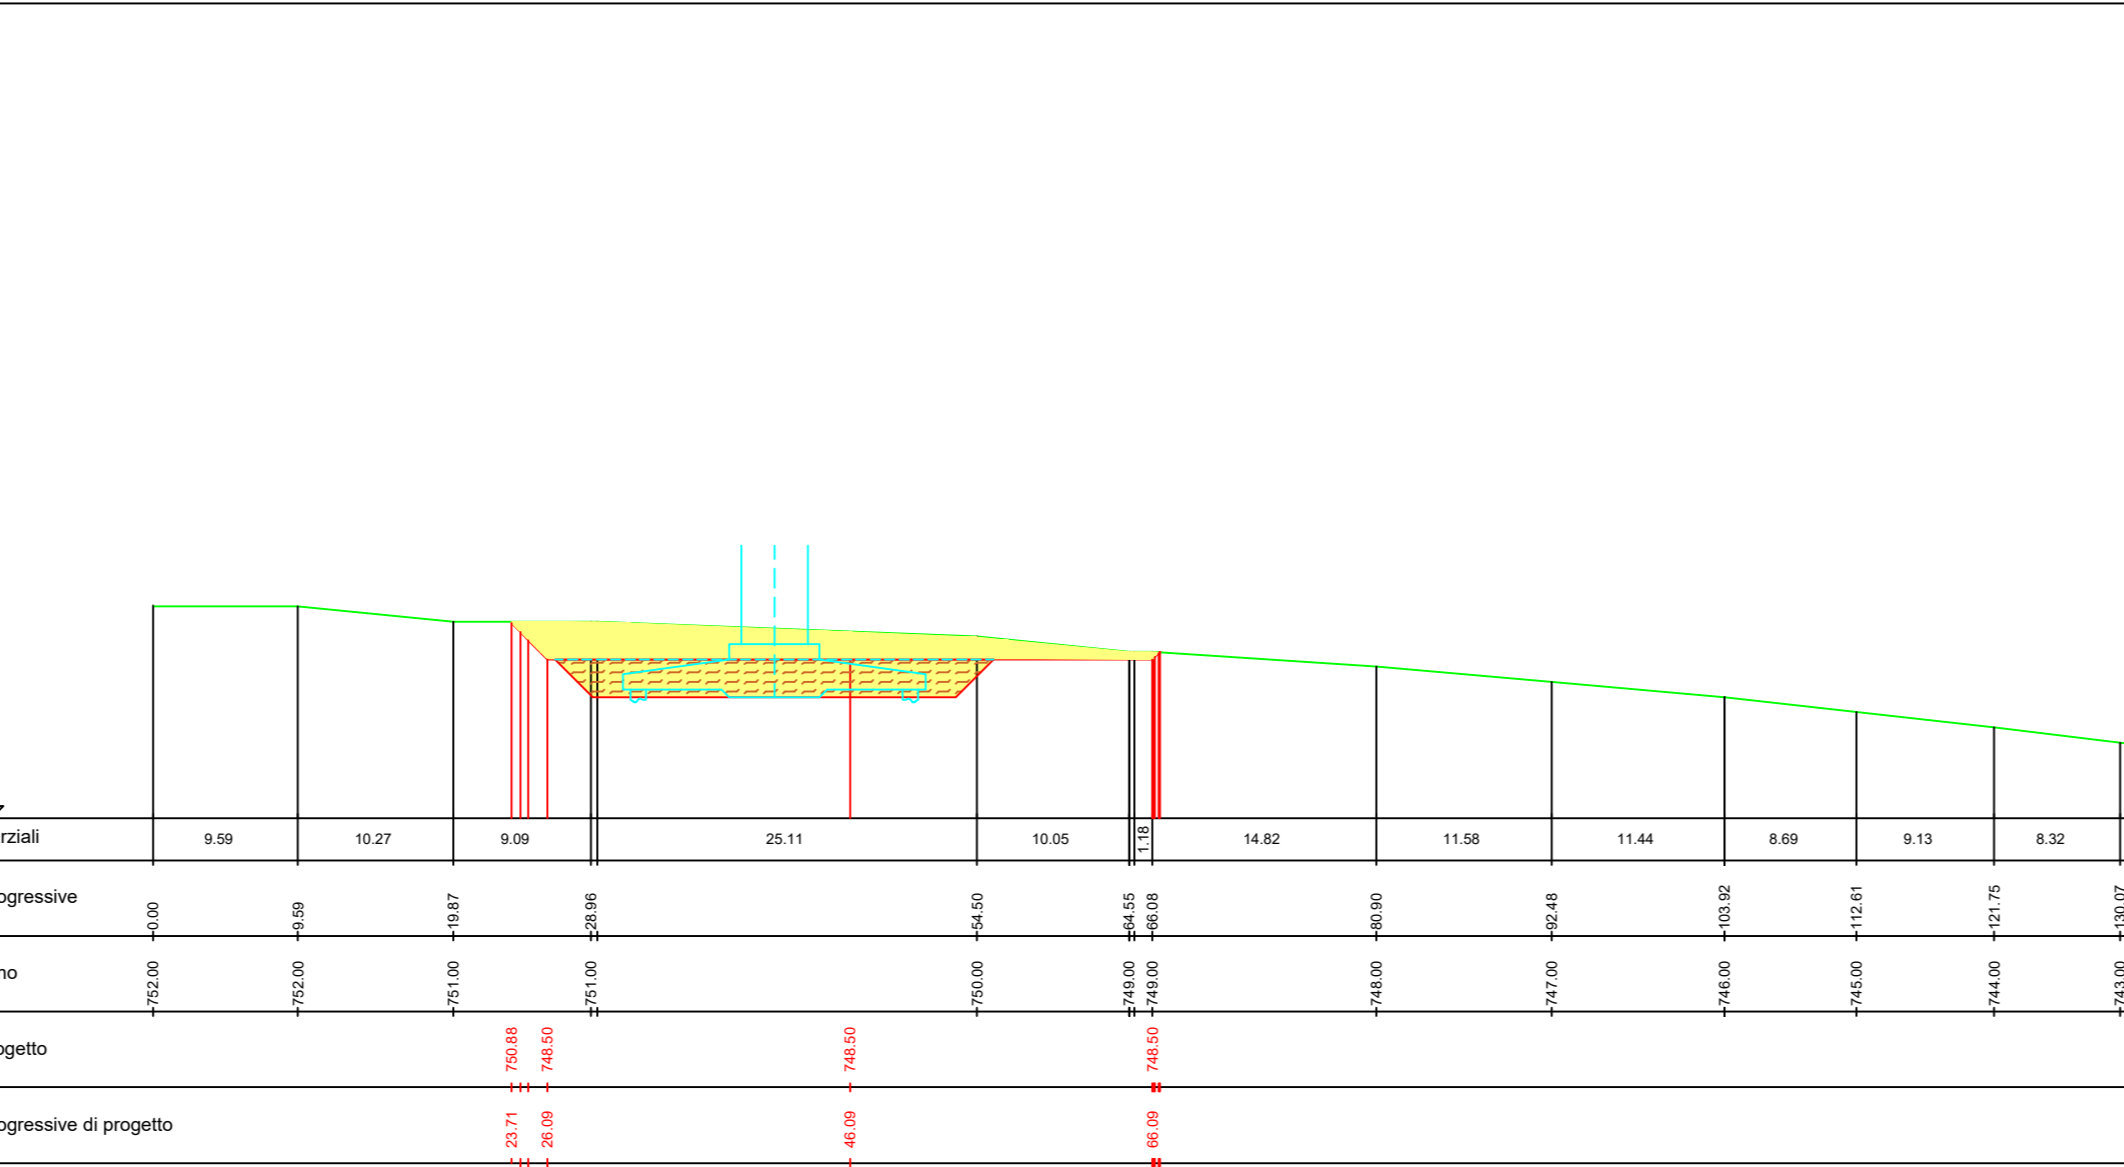 rziali 9.59 10.27 9.09 25.11 10.05 1.18 14.82 11.58 11.44 8.69 9.13 8.32
ogressive 0.00 9.59 19.87 28.96 54.50 64.55 66.08 80.90 92.48 103.92 112.61 121.75 130.07
no 752.00 752.00 751.00 751.00 750.00 749.00 749.00 748.00 747.00 746.00 745.00 744.00 743.00
ogetto 750.88 748.50 748.50 748.50
ogressive di progetto 23.71 26.09 46.09 66.09